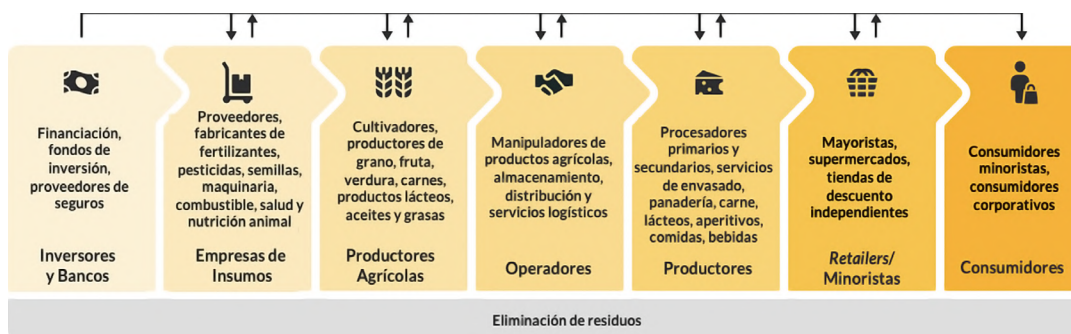 Financiación,
fondos de
inversión,
proveedores de
seguros
Inversores
y Bancos
Proveedores,
fabricantes de
fertilizantes,
pesticidas, semillas,
maquinaria,
combustible, salud y
nutrición animal
Empresas de
Insumos
Cultivadores,
productores de
grano, fruta,
verdura, carnes,
productos lácteos,
aceites y grasas
Productores
Agrícolas
Manipuladores de
productos agrícolas,
almacenamiento,
distribución y
servicios logísticos
Operadores
Procesadores
primarios y
secundarios, servicios
de envasado,
panadería, carne,
lácteos, aperitivos,
comidas, bebidas
Productores
Mayoristas,
supermercados,
tiendas de
descuento
independientes
Retailers/
Minoristas
Consumidores
minoristas,
consumidores
corporativos
Consumidores
Eliminación de residuos